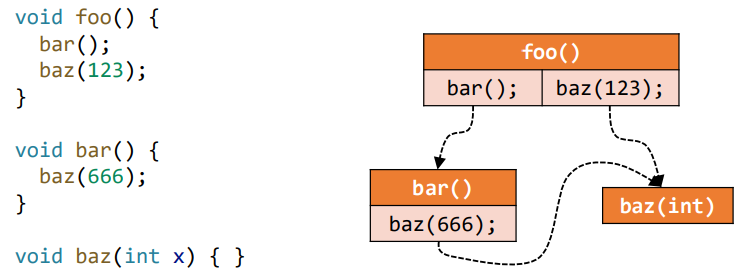 void foo() {
  bar();
  baz(123);
}
void bar() {
  baz(666);
}
void baz(int x) { }
foo()
bar(); baz(123);
bar()
baz(666);
baz(int)